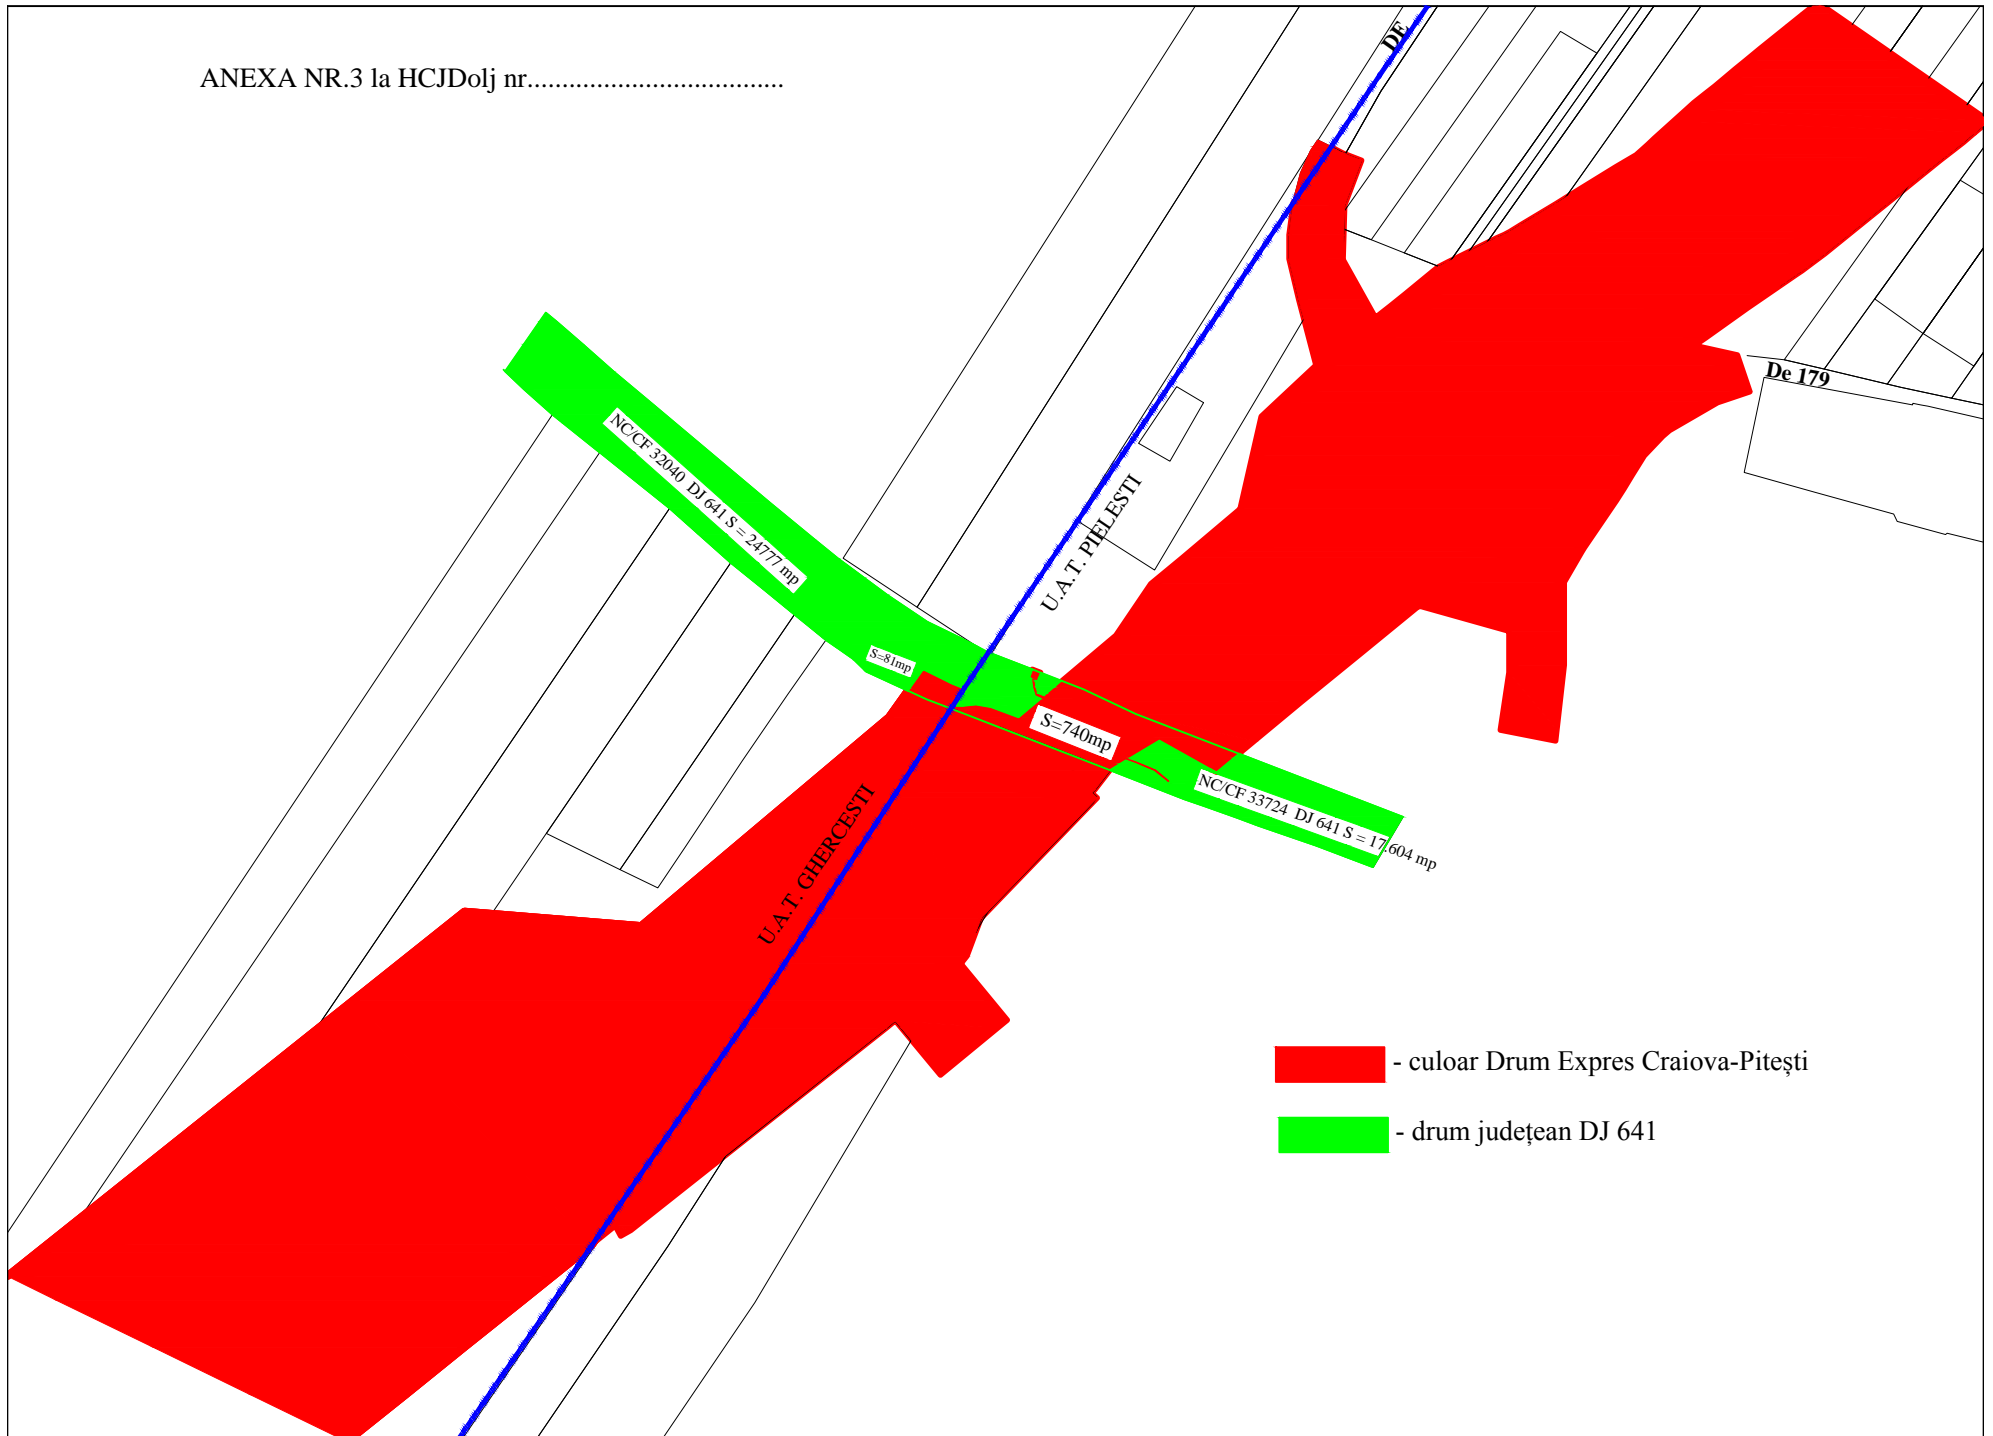 ANEXA NR.3 la HCJDolj nr.....................................
DE
De 179
NC/CF 32040 DJ 641 S = 24777 mp
U.A.T. PIELESTI
S=81mp
S=740mp
NC/CF 33724 DJ 641 S = 17.604 mp
U.A.T. GHERCESTI
- culoar Drum Expres Craiova-Pitești
- drum județean DJ 641